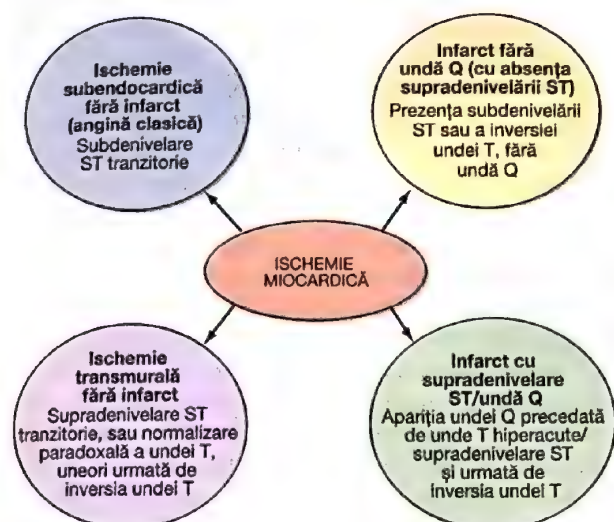 Ischemie
subendocardică
fără infarct
(angină clasică)
Subdenivelare
ST tranzitorie
Infarct fără
undă Q (cu absența
supradenivelării ST)
Prezența subdenivelării
ST sau a inversiei
undei T, fără
undă Q
ISCHEMIE
MIOCARDICĂ
Ischemie
transmurală
fără infarct
Supradenivelare ST
tranzitorie, sau normalizare
paradoxală a undei T,
uneori urmată de
inversia undei T
Infarct cu
supradenivelare
ST/undă Q
Apariția undei Q precedată
de unde T hiperacute/
supradenivelare ST
și urmată de
inversia undei T